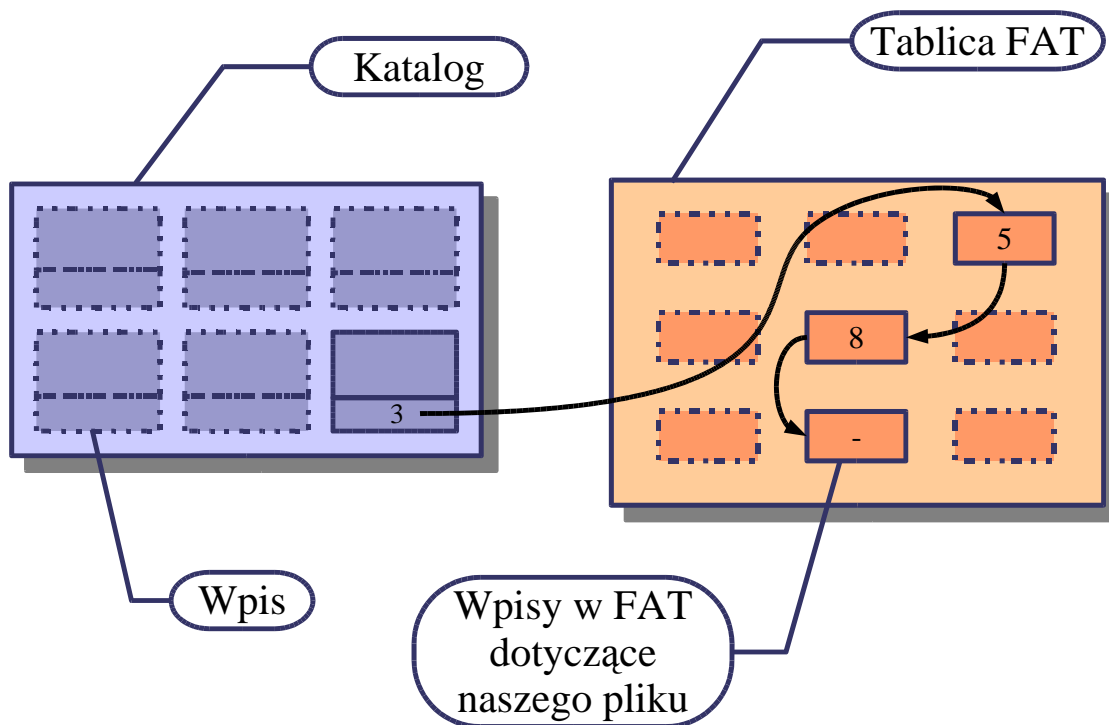 Tablica FAT
Katalog
5
8
3
-
Wpis
Wpisy w FAT
dotyczące
naszego pliku